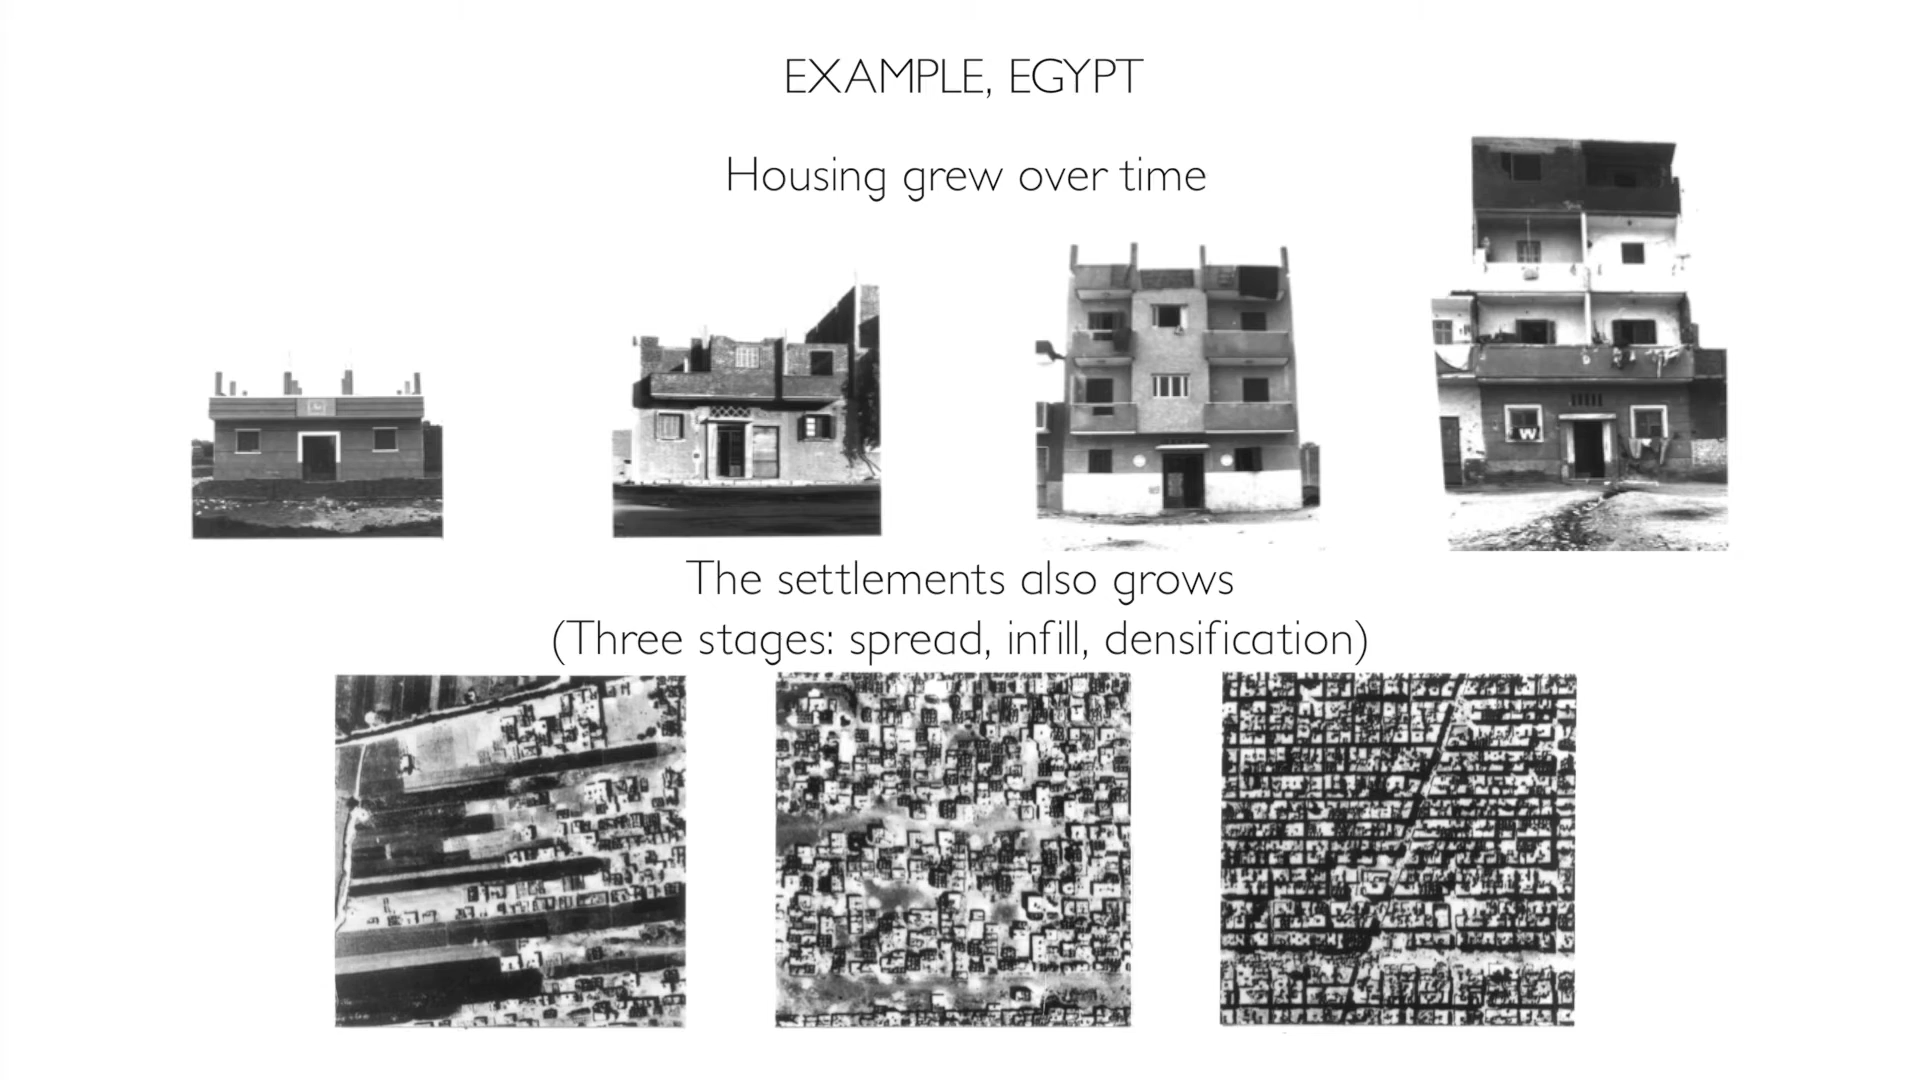 EXAMPLE, EGYPT
Housing grew over time
W
The settlements also grows
(Three stages: spread, infill, densification)